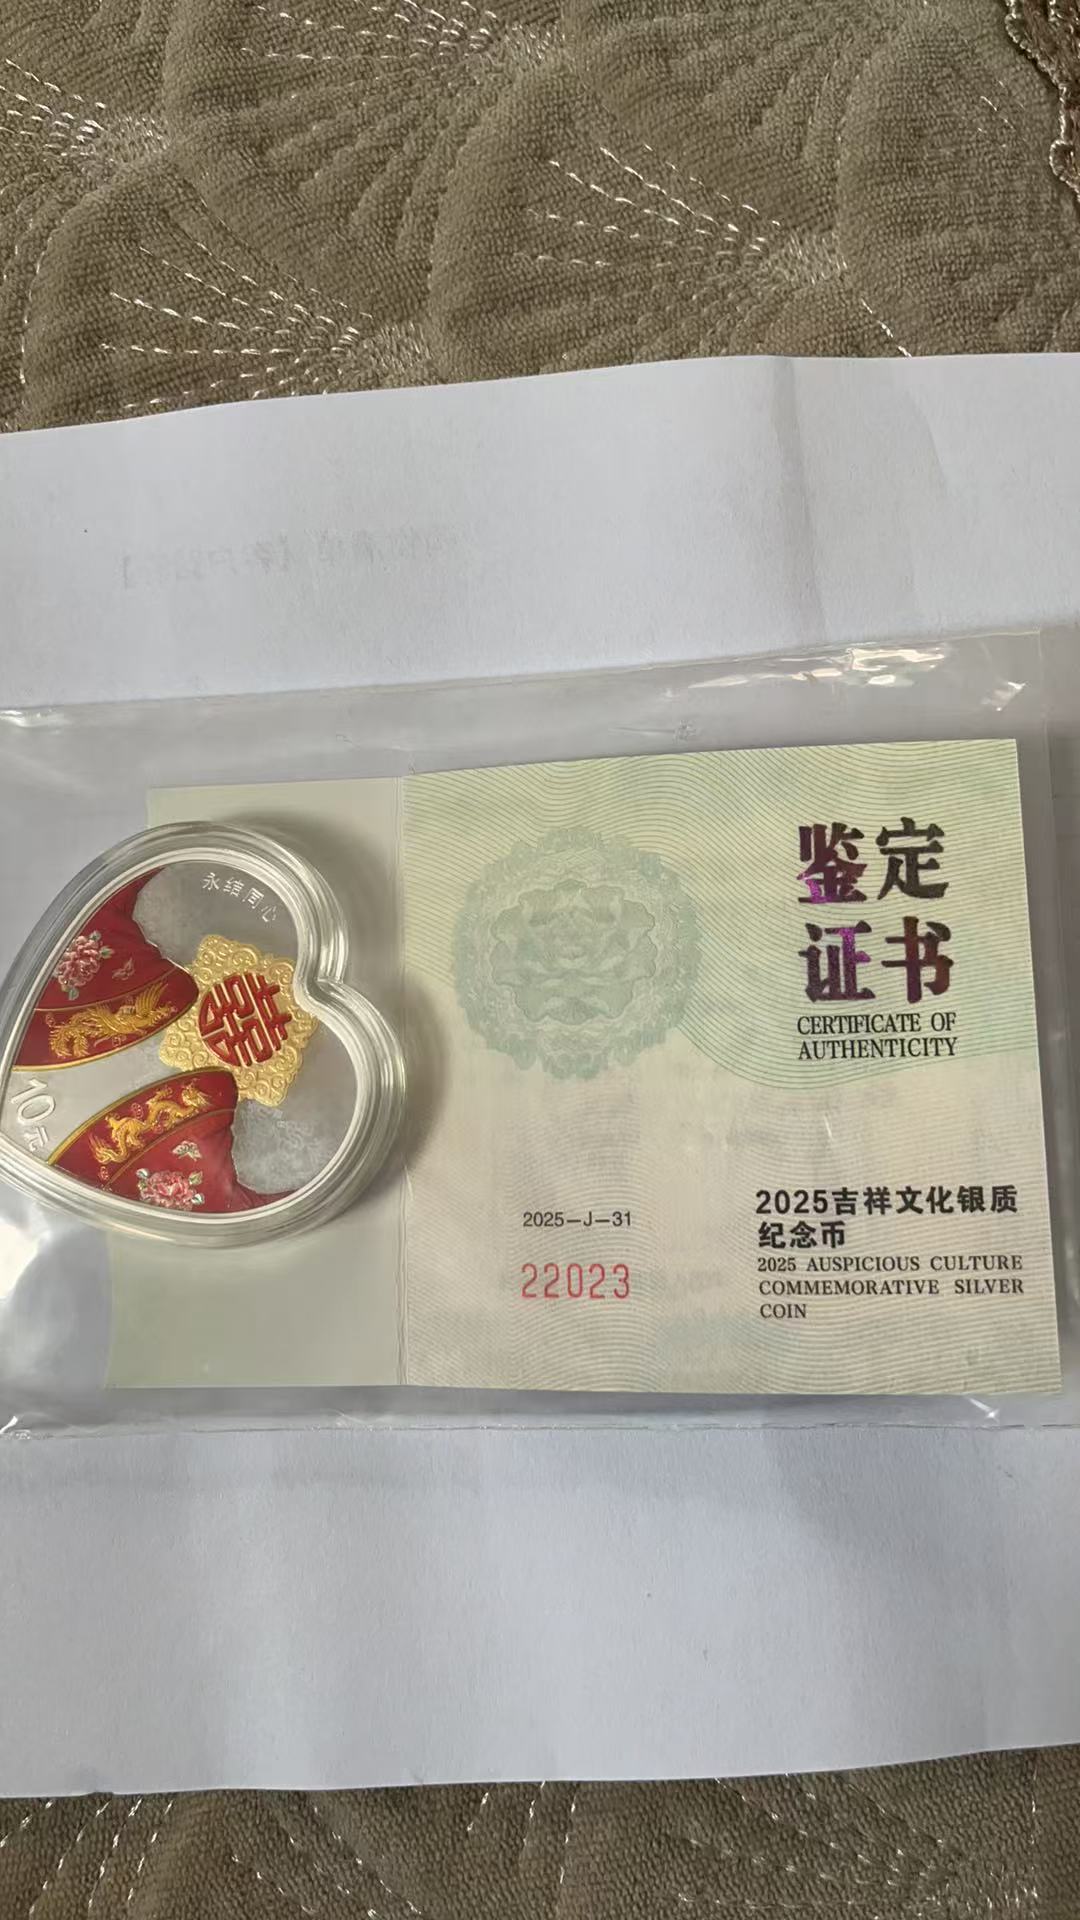 永结同心
囍
10元
鉴定
证书
CERTIFICATE OF
AUTHENTICITY
2025-J-31
22023
2025吉祥文化银质
纪念币
2025 AUSPICIOUS CULTURE
COMMEMORATIVE SILVER
COIN